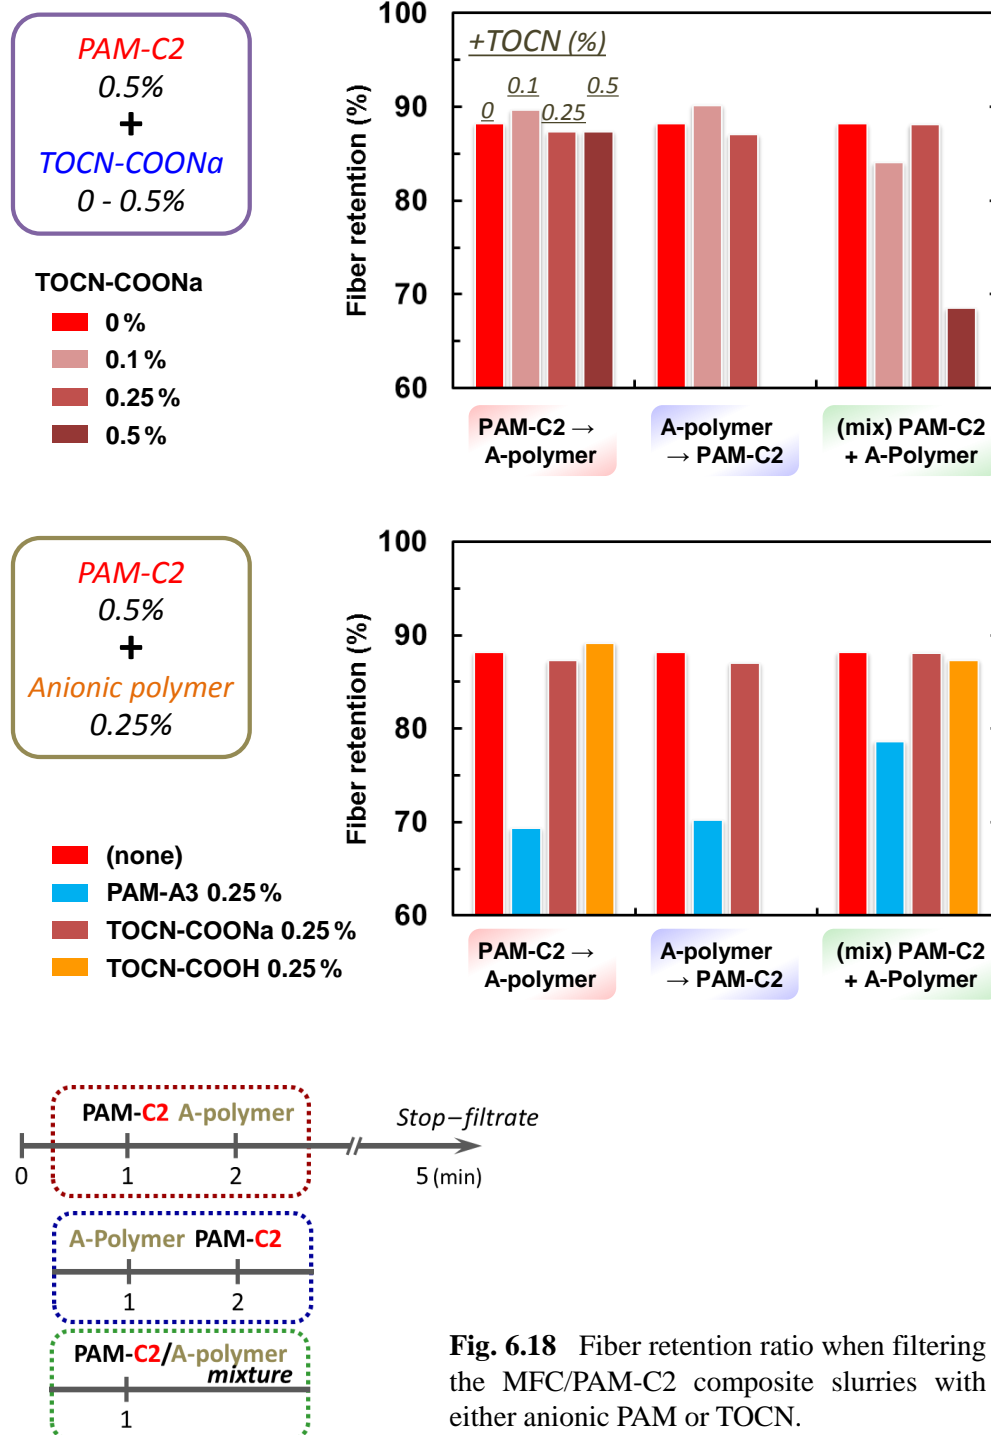 PAM-C2
0.5%
+
TOCN-COONa
0 - 0.5%
TOCN-COONa
0 %
0.1 %
0.25 %
0.5 %
Fiber retention (%)
100
90
80
70
60
+TOCN (%)
0
0.1
0.25
0.5
PAM-C2 →
A-polymer
A-polymer
→ PAM-C2
(mix) PAM-C2
+ A-Polymer
PAM-C2
0.5%
+
Anionic polymer
0.25%
(none)
PAM-A3 0.25 %
TOCN-COONa 0.25 %
TOCN-COOH 0.25 %
Fiber retention (%)
100
90
80
70
60
PAM-C2 →
A-polymer
A-polymer
→ PAM-C2
(mix) PAM-C2
+ A-Polymer
PAM-C2 A-polymer
Stop–filtrate
0 1 2 5 (min)
A-Polymer PAM-C2
1 2
PAM-C2/A-polymer
mixture
1
Fig. 6.18 Fiber retention ratio when filtering
the MFC/PAM-C2 composite slurries with
either anionic PAM or TOCN.